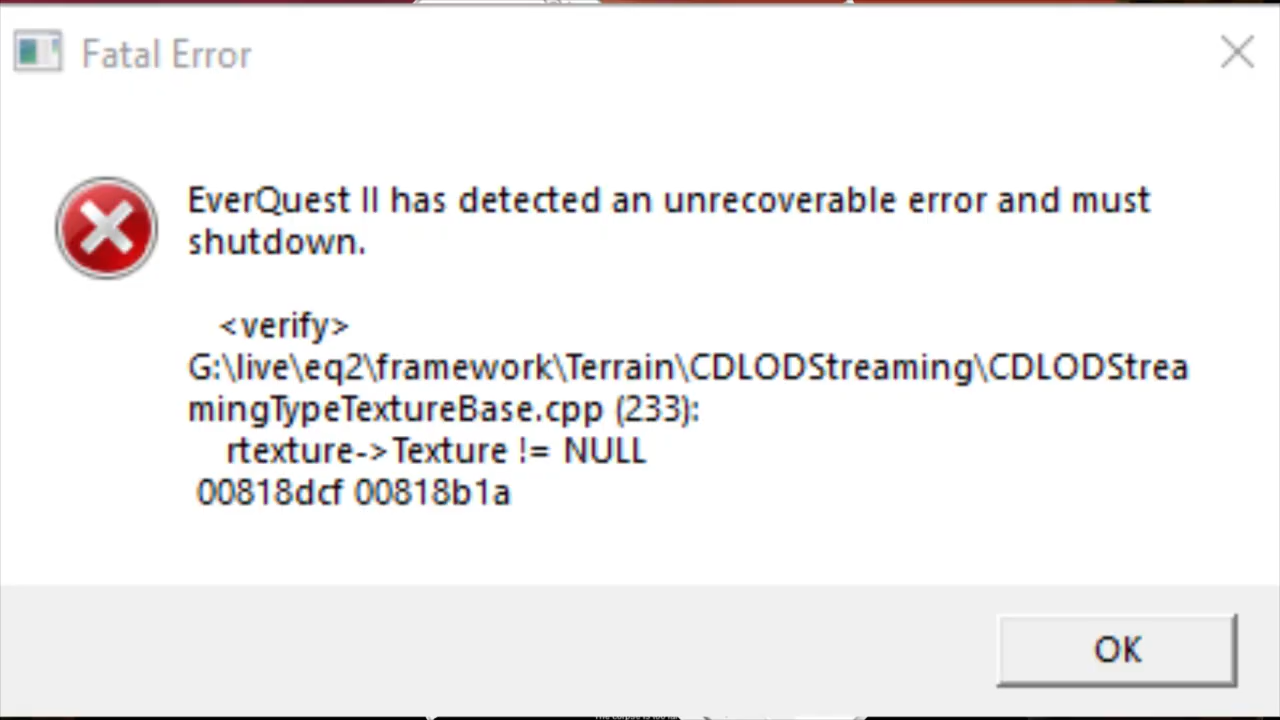 Fatal Error
EverQuest II has detected an unrecoverable error and must
shutdown.
<verify>
G:\live\eq2\framework\Terrain\CDLODStreaming\CDLODStrea
mingTypeTextureBase.cpp (233):
rtexture->Texture != NULL
00818dcf 00818b1a
OK